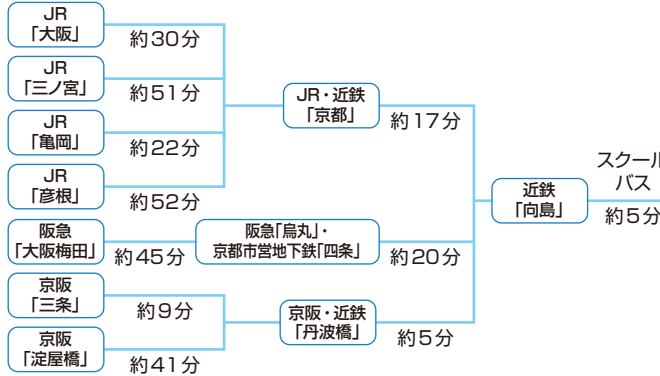 JR
「大阪」
約30分
JR
「三ノ宮」
約51分
JR
「亀岡」
約22分
JR
「彦根」
約52分
JR・近鉄
「京都」
約17分
阪急
「大阪梅田」
約45分
阪急「烏丸」・
京都市営地下鉄「四条」
約20分
京阪
「三条」
約9分
京阪
「淀屋橋」
約41分
京阪・近鉄
「丹波橋」
約5分
近鉄
「向島」
スクール
バス
約5分